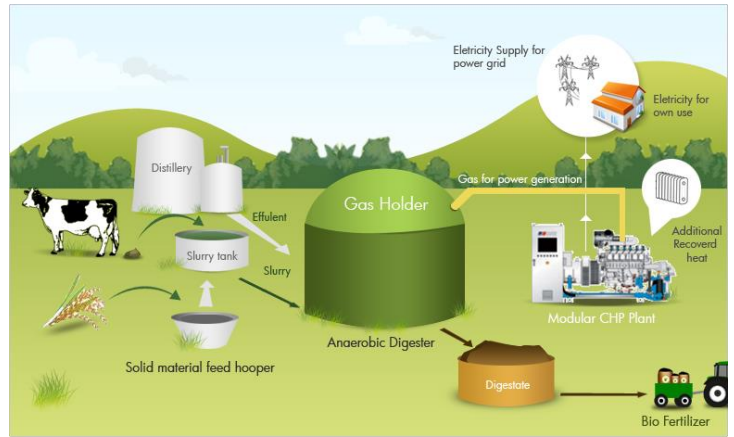 Eletricity Supply for
power grid
Eletricity for
own use
Distillery
Gas for power generation
Gas Holder
Effulent
Additional
Recoverd
heat
Slurry tank
Slurry
Modular CHP Plant
Anaerobic Digester
Solid material feed hooper
Digestate
Bio Fertilizer